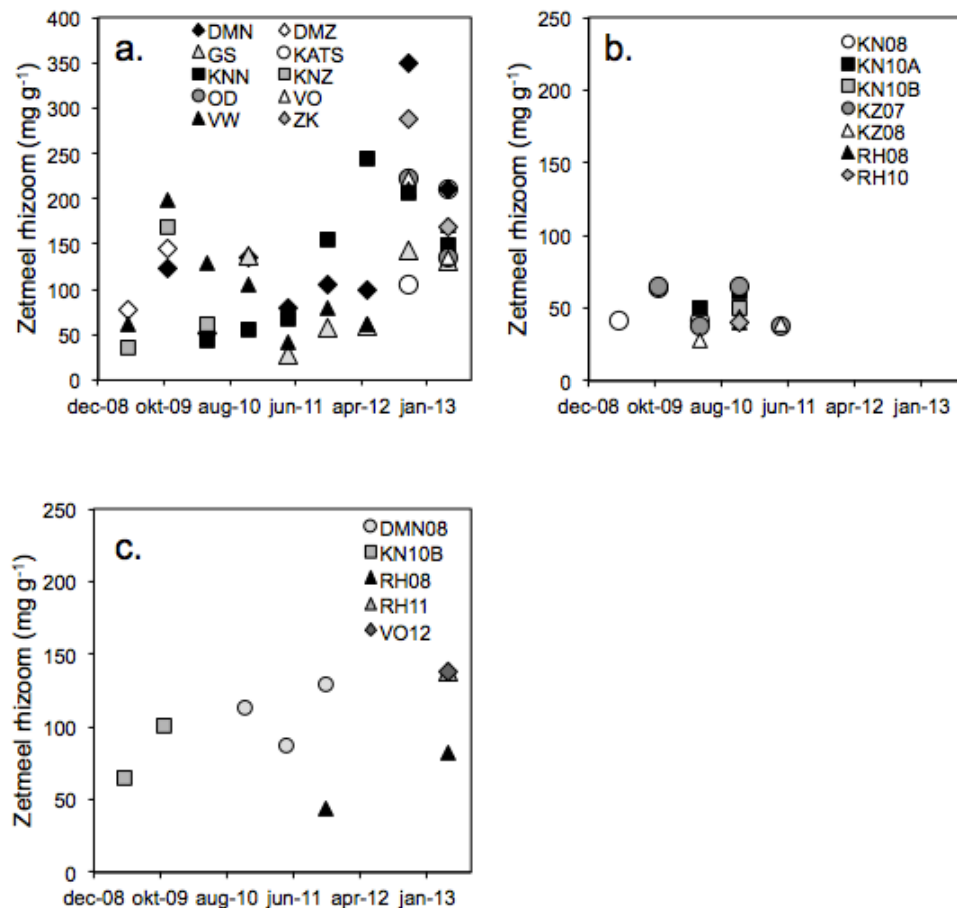 a.
Zetmeel rhizoom (mg g⁻¹)
400
350
300
250
200
150
100
50
0
DMN DMZ
GS KATS
KNN KNZ
OD VO
VW ZK
dec-08 okt-09 aug-10 jun-11 apr-12 jan-13
b.
Zetmeel rhizoom (mg g⁻¹)
250
200
150
100
50
0
KN08
KN10A
KN10B
KZ07
KZ08
RH08
RH10
dec-08 okt-09 aug-10 jun-11 apr-12 jan-13
c.
Zetmeel rhizoom (mg g⁻¹)
250
200
150
100
50
0
DMN08
KN10B
RH08
RH11
VO12
dec-08 okt-09 aug-10 jun-11 apr-12 jan-13